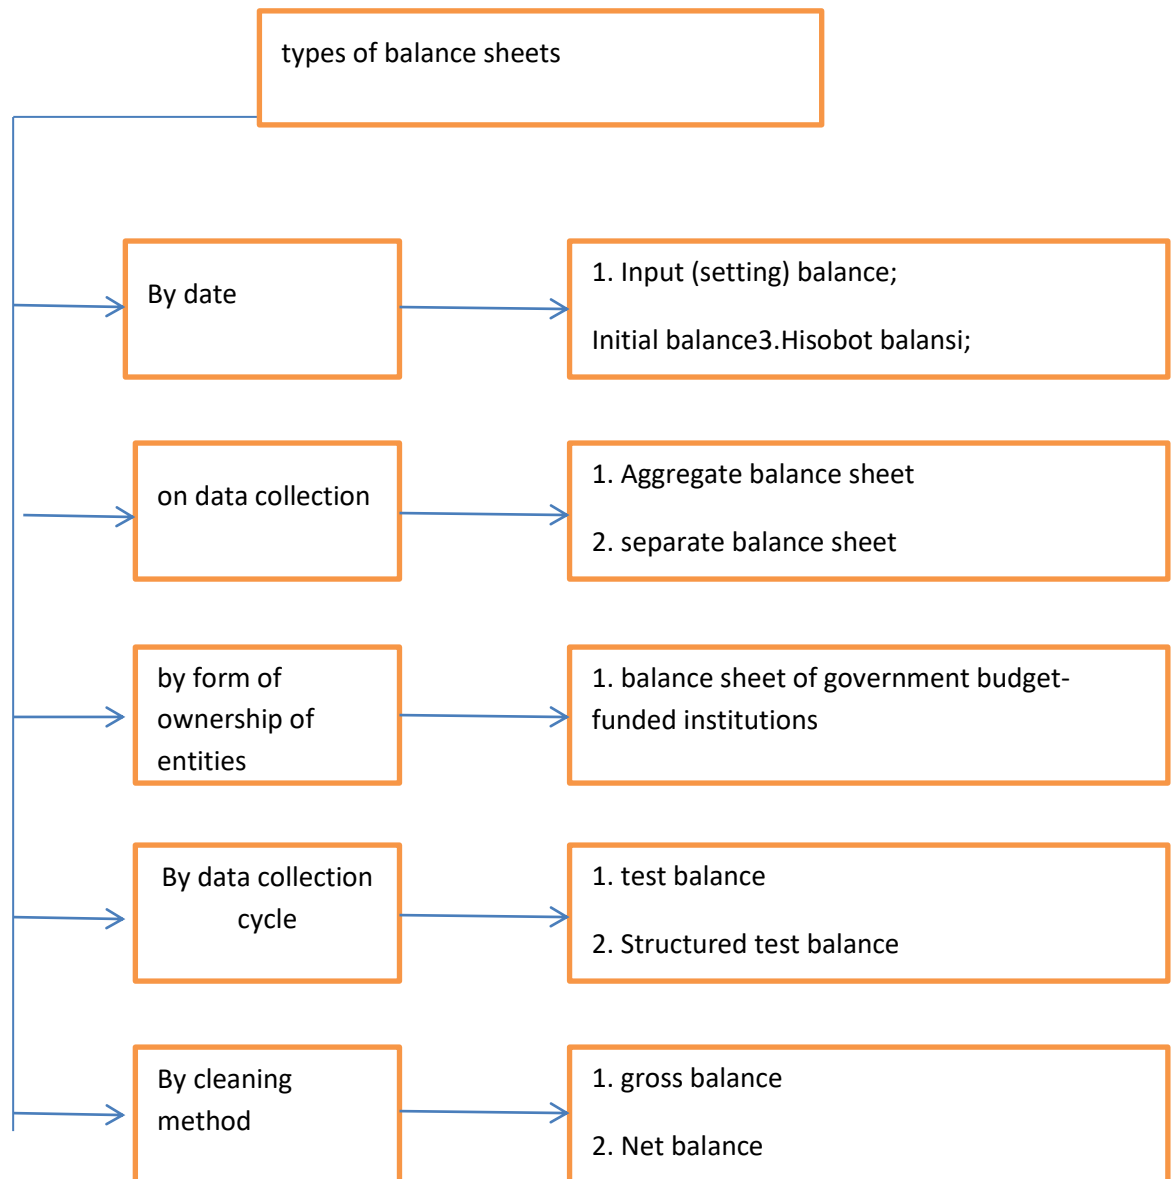 types of balance sheets
By date
1. Input (setting) balance;
Initial balance3.Hisobot balansi;
on data collection
1. Aggregate balance sheet
2. separate balance sheet
by form of
ownership of
entities
1. balance sheet of government budget-
funded institutions
By data collection
cycle
1. test balance
2. Structured test balance
By cleaning
method
1. gross balance
2. Net balance